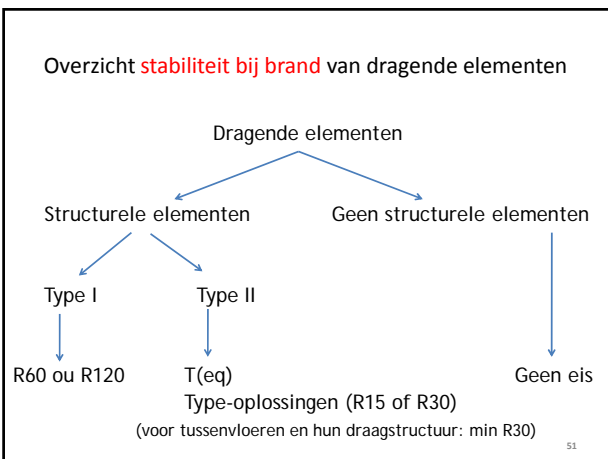 Overzicht stabiliteit bij brand van dragende elementen
Dragende elementen
Structurele elementen
Geen structurele elementen
Type I
Type II
R60 ou R120
T(eq)
Geen eis
Type-oplossingen (R15 of R30)
(voor tussenvloeren en hun draagstructuur: min R30)
51